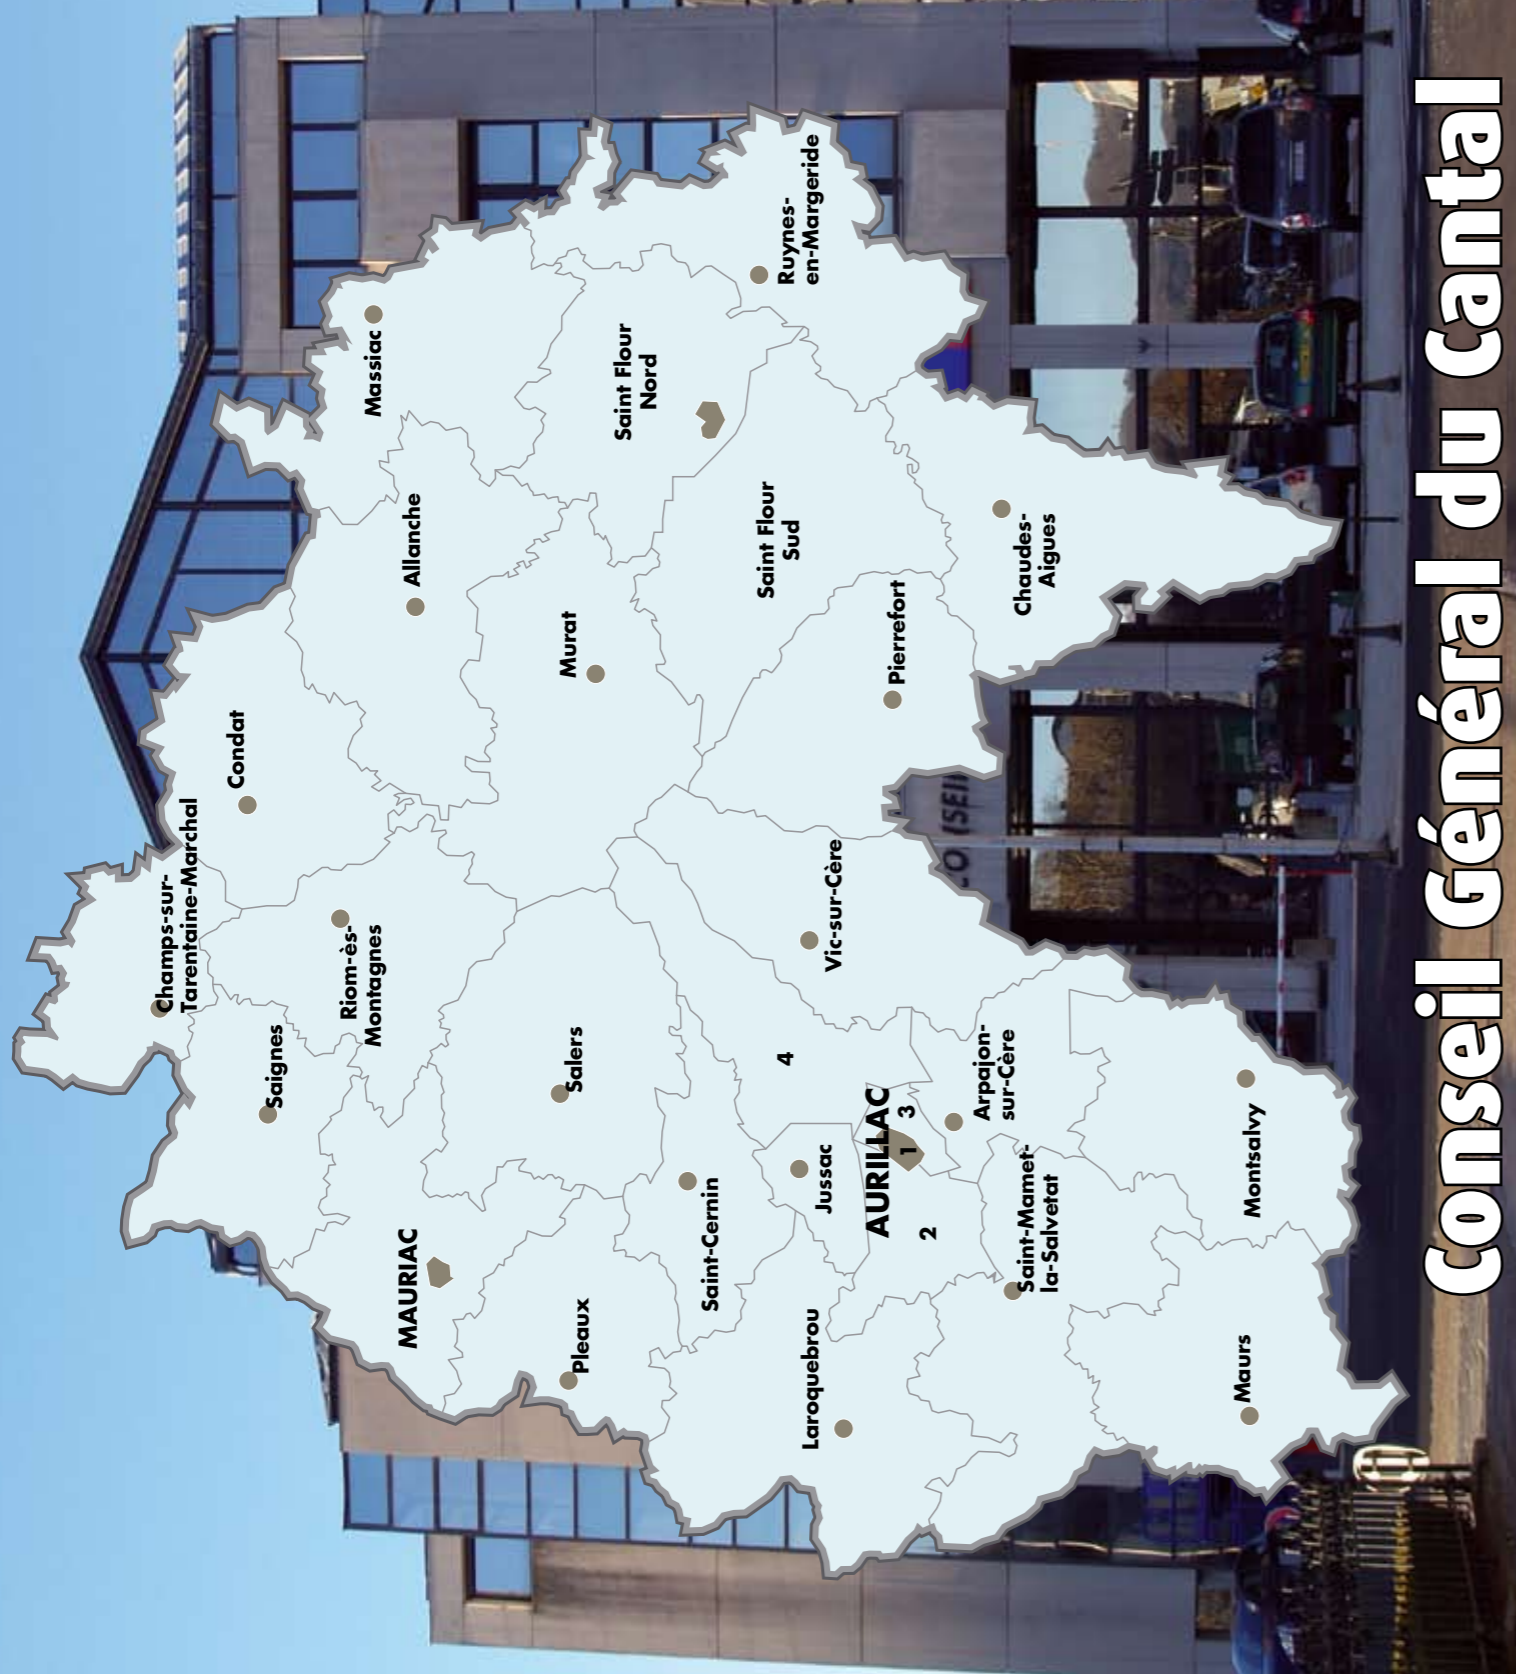 Champs-sur-
Tarentaine-Marchal
Condat
Saignes
Riom-ès-
Montagnes
Allanche
Massiac
MAURIAC
Salers
Murat
Saint Flour
Nord
Pleaux
Saint-Cernin
Saint Flour
Sud
Ruynes-
en-Margeride
Jussac
4
Vic-sur-Cère
Laroquebrou
AURILLAC
1
3
2
Pierrefort
Arpajon-
sur-Cère
Saint-Mamet-
la-Salvetat
Chaudes-
Aigues
CONSEIL
Montsalvy
Maurs
Conseil Général du Cantal